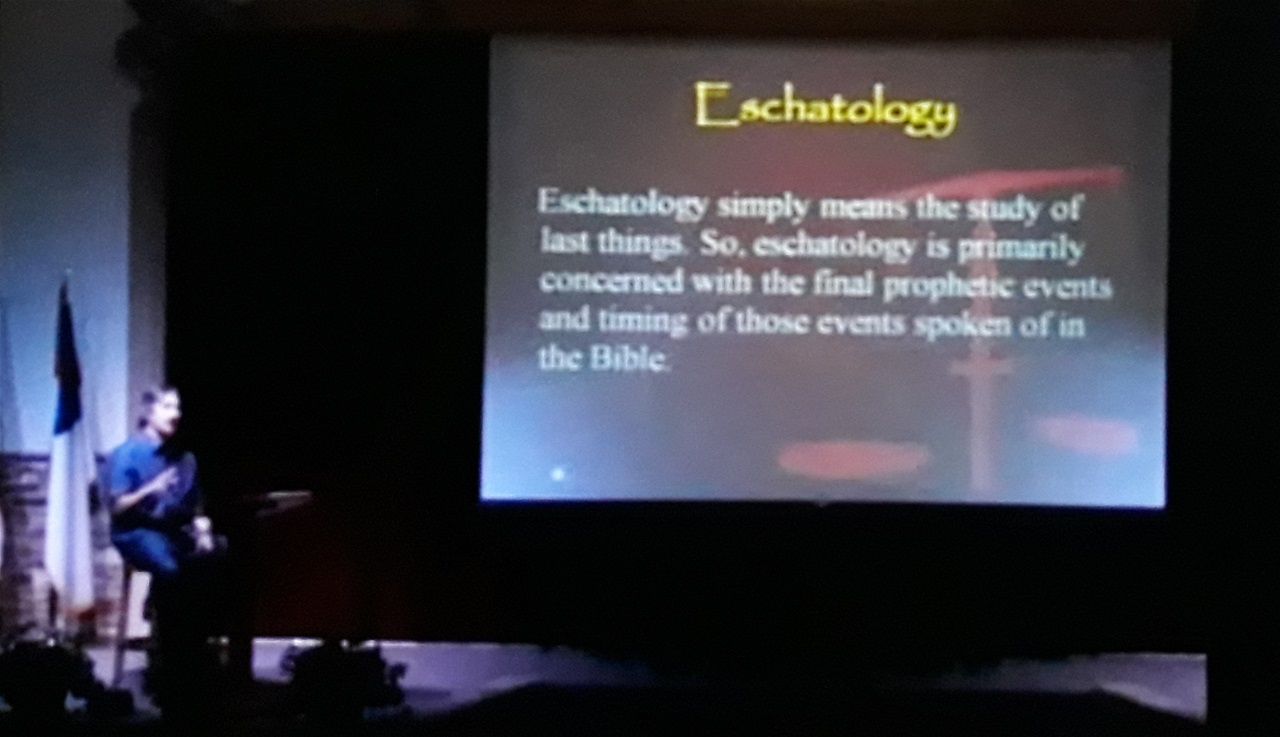 Eschatology
Eschatology simply means the study of
last things. So, eschatology is primarily
concerned with the final prophetic events
and timing of those events spoken of in
the Bible.